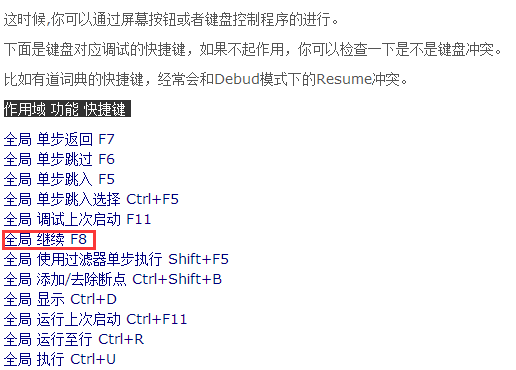 这时候,你可以通过屏幕按钮或者键盘控制程序的进行。
下面是键盘对应调试的快捷键，如果不起作用，你可以检查一下是不是键盘冲突。
比如有道词典的快捷键，经常会和Debud模式下的Resume冲突。
作用域 功能 快捷键
全局 单步返回 F7
全局 单步跳过 F6
全局 单步跳入 F5
全局 单步跳入选择 Ctrl+F5
全局 调试上次启动 F11
全局 继续 F8
全局 使用过滤器单步执行 Shift+F5
全局 添加/去除断点 Ctrl+Shift+B
全局 显示 Ctrl+D
全局 运行上次启动 Ctrl+F11
全局 运行至行 Ctrl+R
全局 执行 Ctrl+U